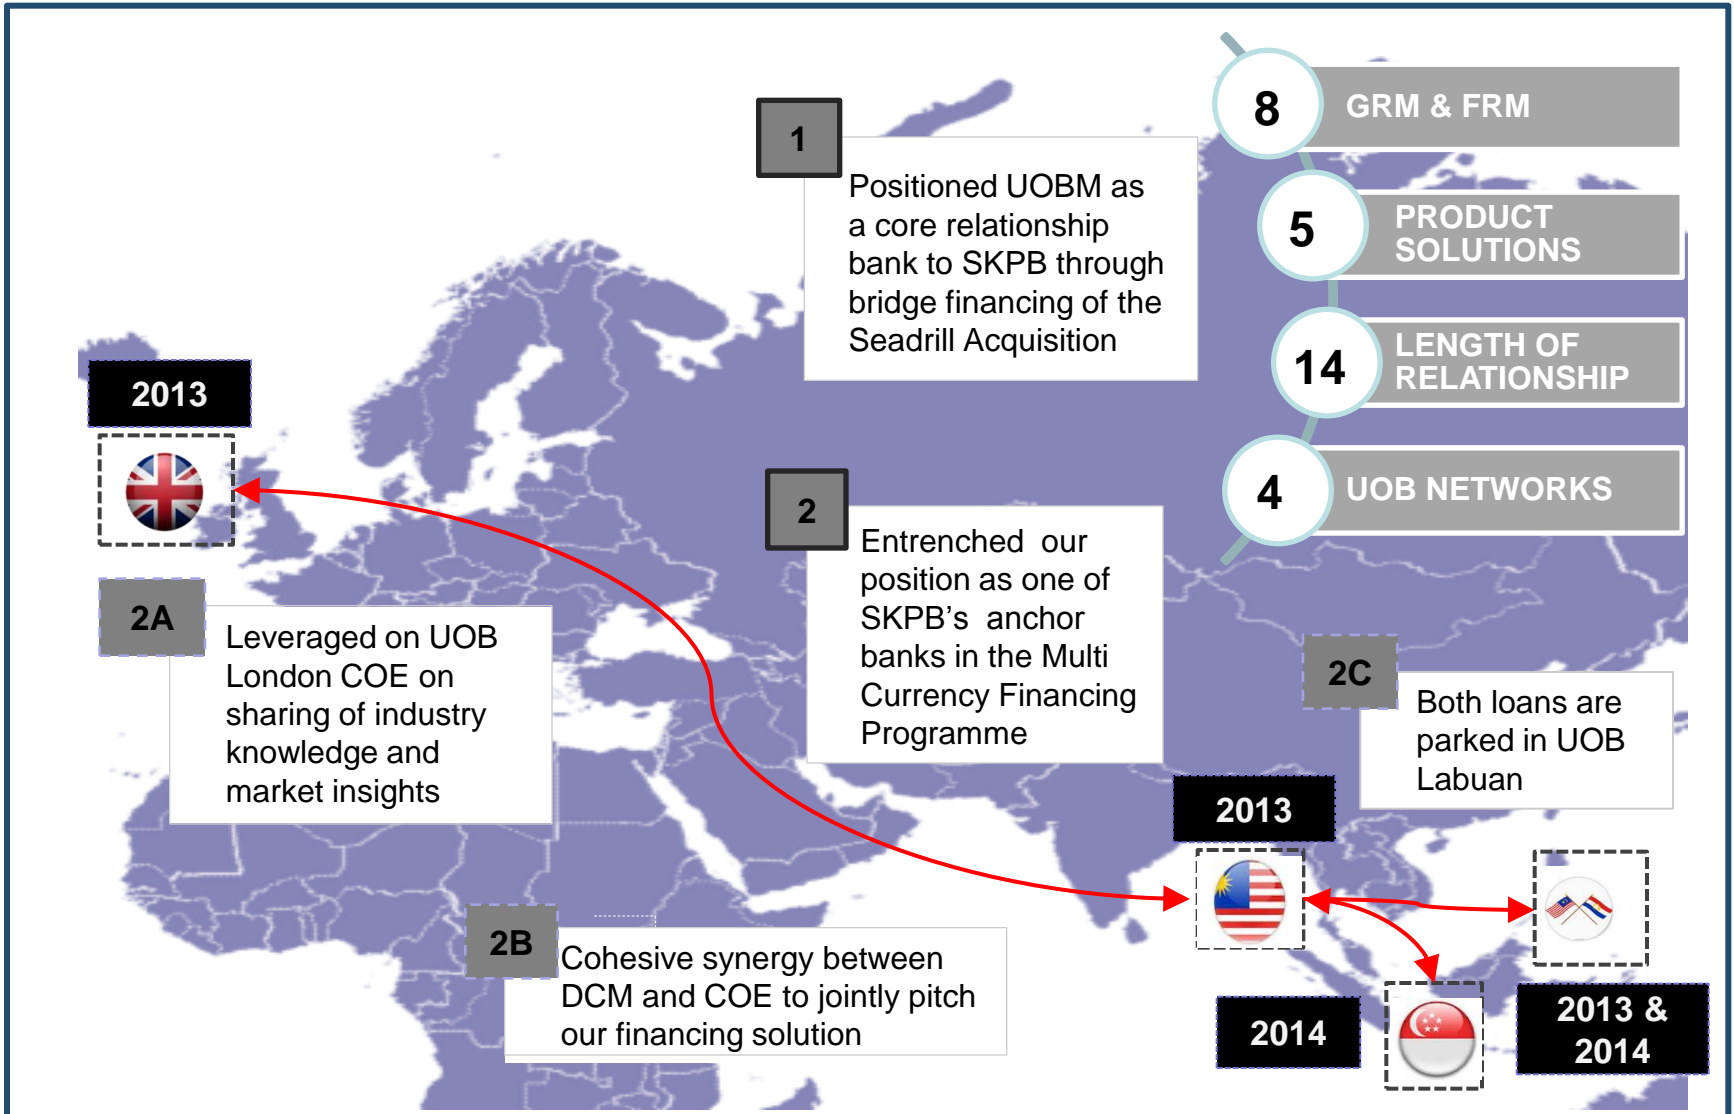 8
GRM & FRM
1
Positioned UOBM as
a core relationship
bank to SKPB through
bridge financing of the
Seadrill Acquisition
5
PRODUCT
SOLUTIONS
14
LENGTH OF
RELATIONSHIP
2013
4
UOB NETWORKS
2
Entrenched our
position as one of
SKPB’s anchor
banks in the Multi
Currency Financing
Programme
2A
Leveraged on UOB
London COE on
sharing of industry
knowledge and
market insights
2C
Both loans are
parked in UOB
Labuan
2013
2B
Cohesive synergy between
DCM and COE to jointly pitch
our financing solution
2014
2013 &
2014